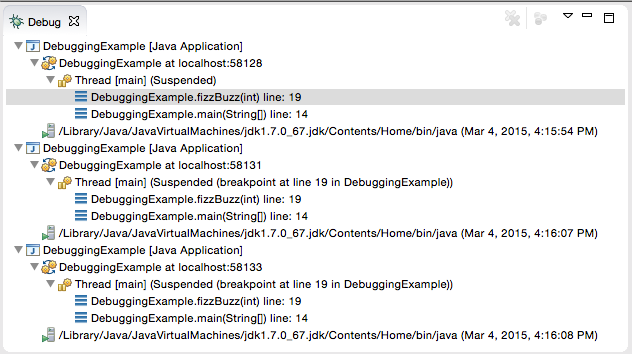 Debug
DebuggingExample [Java Application]
DebuggingExample at localhost:58128
Thread [main] (Suspended)
DebuggingExample.fizzBuzz(int) line: 19
DebuggingExample.main(String[]) line: 14
/Library/Java/JavaVirtualMachines/jdk1.7.0_67.jdk/Contents/Home/bin/java (Mar 4, 2015, 4:15:54 PM)
DebuggingExample [Java Application]
DebuggingExample at localhost:58131
Thread [main] (Suspended (breakpoint at line 19 in DebuggingExample))
DebuggingExample.fizzBuzz(int) line: 19
DebuggingExample.main(String[]) line: 14
/Library/Java/JavaVirtualMachines/jdk1.7.0_67.jdk/Contents/Home/bin/java (Mar 4, 2015, 4:16:07 PM)
DebuggingExample [Java Application]
DebuggingExample at localhost:58133
Thread [main] (Suspended (breakpoint at line 19 in DebuggingExample))
DebuggingExample.fizzBuzz(int) line: 19
DebuggingExample.main(String[]) line: 14
/Library/Java/JavaVirtualMachines/jdk1.7.0_67.jdk/Contents/Home/bin/java (Mar 4, 2015, 4:16:08 PM)